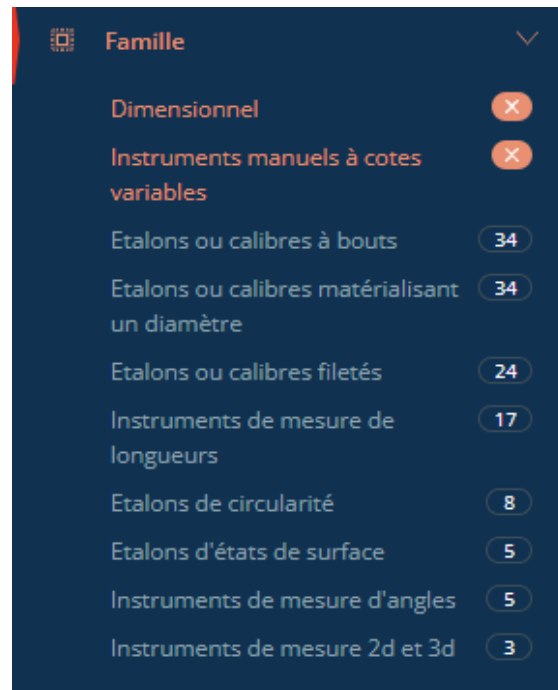 Famille
Dimensionnel
Instruments manuels à cotes
variables
Etalons ou calibres à bouts 34
Etalons ou calibres matérialisant 34
un diamètre
Etalons ou calibres filetés 24
Instruments de mesure de 17
longueurs
Etalons de circularité 8
Etalons d'états de surface 5
Instruments de mesure d'angles 5
Instruments de mesure 2d et 3d 3